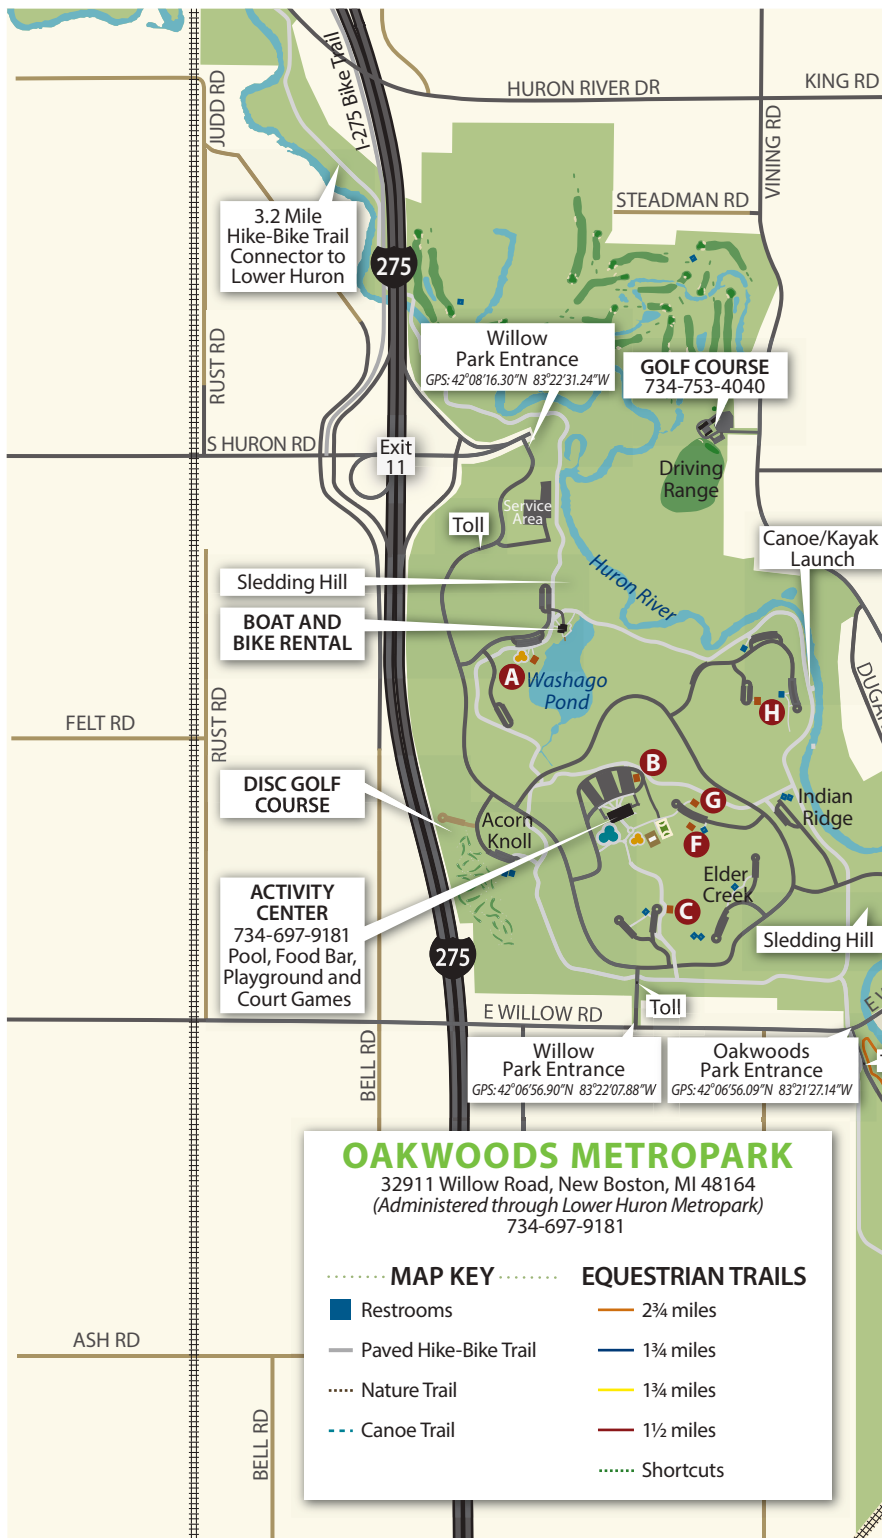 JUDD RD
I-275 Bike Trail
HURON RIVER DR
KING RD
VINING RD
STEADMAN RD
3.2 Mile
Hike-Bike Trail
Connector to
Lower Huron
275
RUST RD
Willow
Park Entrance
GPS: 42°08'16.30"N 83°22'31.24"W
GOLF COURSE
734-753-4040
S HURON RD
Exit
11
Driving
Range
Service
Area
Toll
Canoe/Kayak
Launch
Sledding Hill
Huron River
BOAT AND
BIKE RENTAL
A
Washago
Pond
H
FELT RD
RUST RD
B
DISC GOLF
COURSE
G
Indian
Ridge
Acorn
Knoll
F
Elder
Creek
ACTIVITY
CENTER
734-697-9181
Pool, Food Bar,
Playground and
Court Games
C
Sledding Hill
275
Toll
E WILLOW RD
BELL RD
Willow
Park Entrance
GPS: 42°06'56.90"N 83°22'07.88"W
Oakwoods
Park Entrance
GPS: 42°06'56.09"N 83°21'27.14"W
OAKWOODS METROPARK
32911 Willow Road, New Boston, MI 48164
(Administered through Lower Huron Metropark)
734-697-9181
MAP KEY
Restrooms
Paved Hike-Bike Trail
Nature Trail
Canoe Trail
EQUESTRIAN TRAILS
2¾ miles
1¾ miles
1¾ miles
1½ miles
Shortcuts
ASH RD
BELL RD